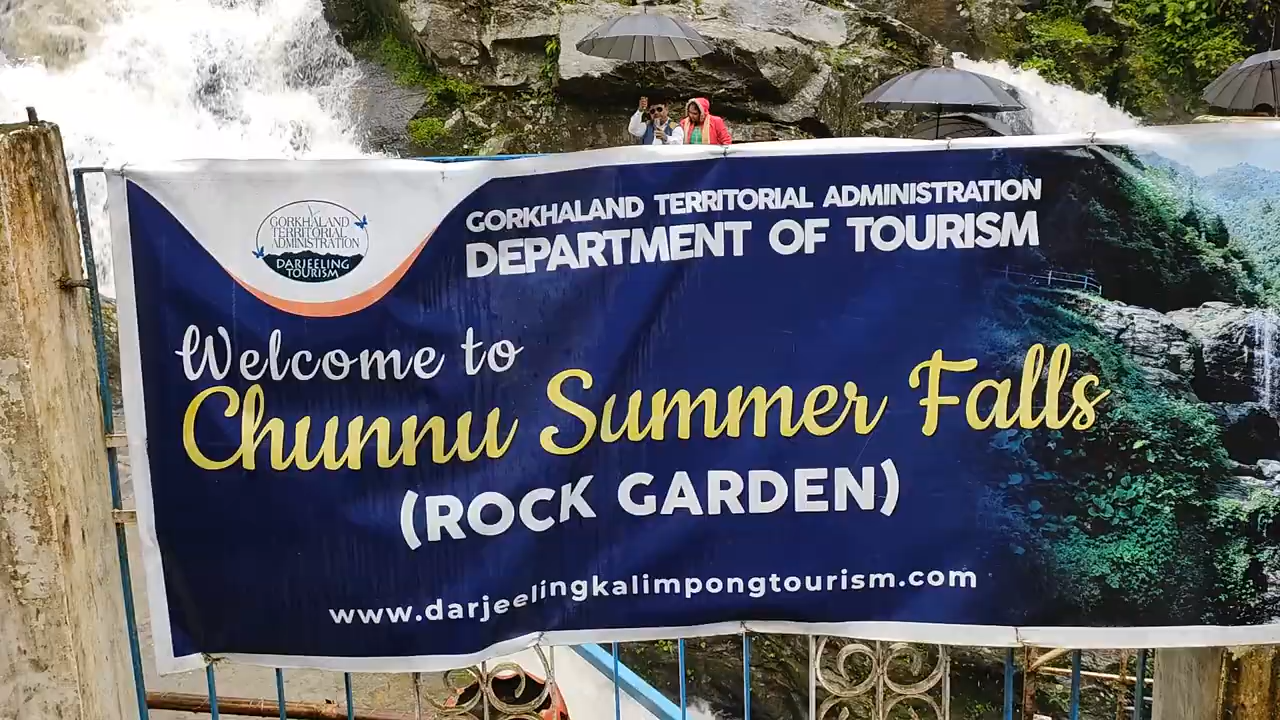 GORKHALAND
TERRITORIAL
ADMINISTRATION
DARJEELING
TOURISM
GORKHALAND TERRITORIAL ADMINISTRATION
DEPARTMENT OF TOURISM
Welcome to
Chunnu Summer Falls
(ROCK GARDEN)
www.darjeelingkalimpongtourism.com